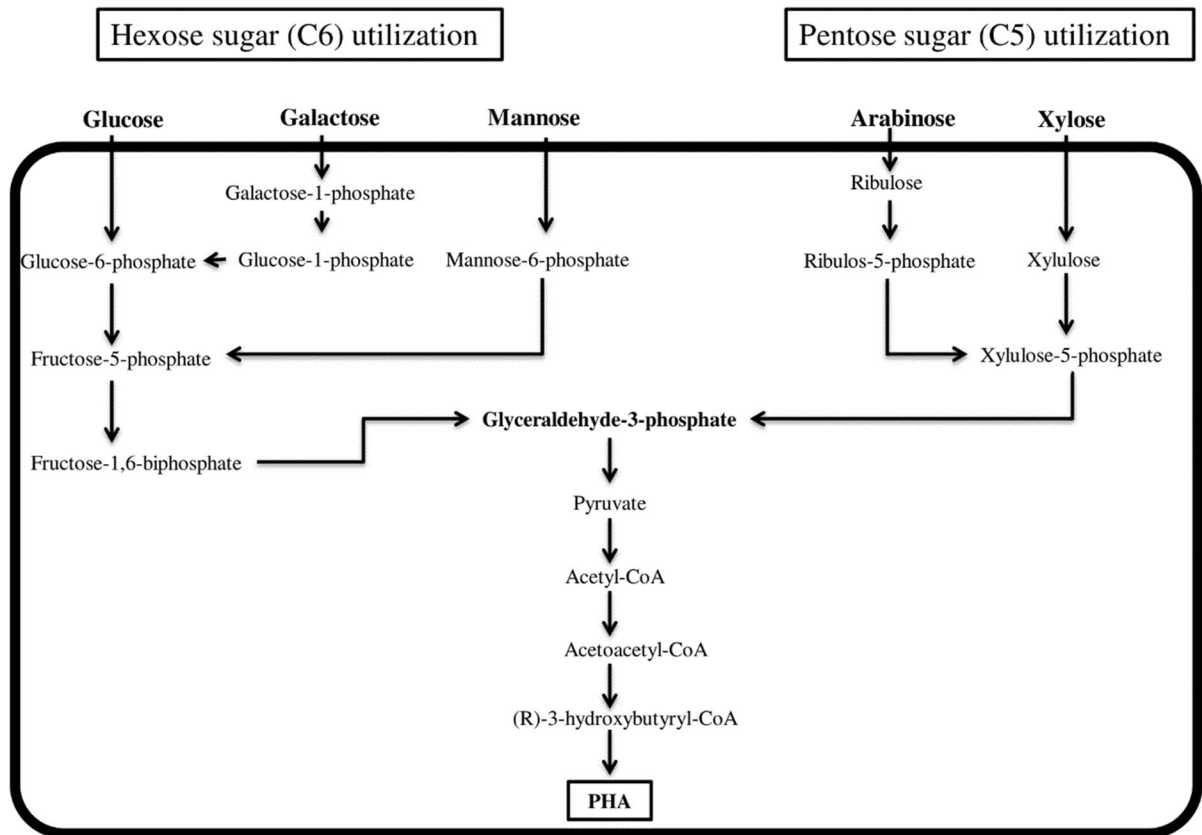 Hexose sugar (C6) utilization
Pentose sugar (C5) utilization
Glucose
Galactose
Mannose
Arabinose
Xylose
Galactose-1-phosphate
Ribulose
Glucose-6-phosphate
Glucose-1-phosphate
Mannose-6-phosphate
Ribulos-5-phosphate
Xylulose
Fructose-5-phosphate
Xylulose-5-phosphate
Glyceraldehyde-3-phosphate
Fructose-1,6-biphosphate
Pyruvate
Acetyl-CoA
Acetoacetyl-CoA
(R)-3-hydroxybutyryl-CoA
PHA